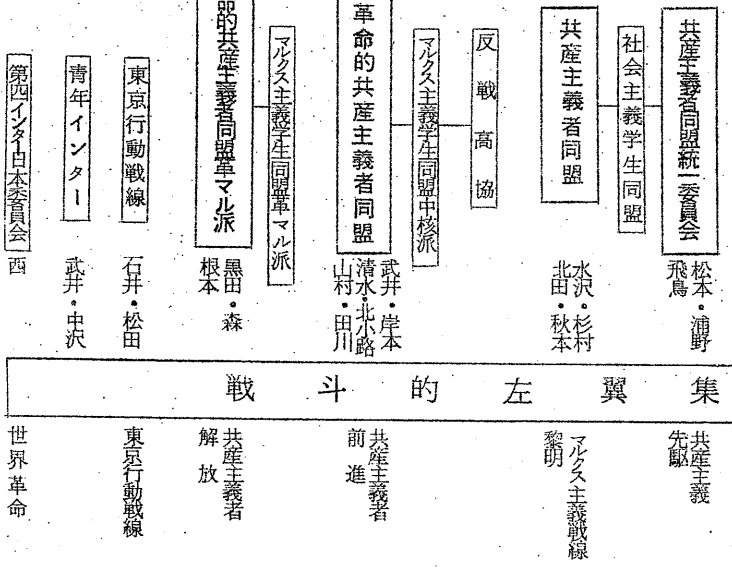 共産主義者同盟統一委員会
社会主義学生同盟
共産主義者同盟
反戦高協
マルクス主義学生同盟中核派
革命的共産主義者同盟
マルクス主義学生同盟革マル派
命的共産主義者同盟革マル派
東京行動戦線
青年インター
第四インター日本委員会
松本・浦野
飛鳥
水沢・杉村
北田・秋本
武井・岸本
清水・北小路
山村・田川
黒田・森
根本
石井・松田
武井・中沢
西
戦斗的左翼集
共産主義
先駆
マルクス主義戦線
黎明
共産主義者
前進
共産主義者
解放
東京行動戦線
世界革命